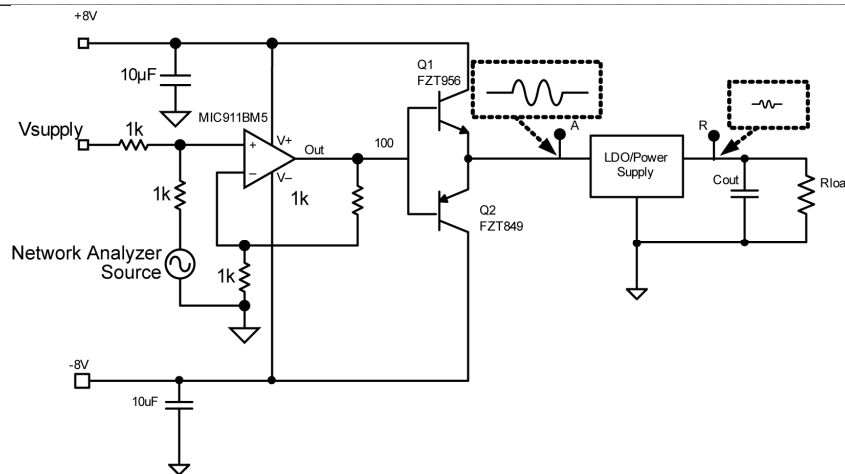 +8V
Q1
FZT956
10µF
MIC911BM5
A
R
Vsupply
1k
V+
Out
100
LDO/Power
Supply
+
−
V–
1k
1k
Cout
Rloa
Q2
FZT849
Network Analyzer
Source
1k
-8V
10uF